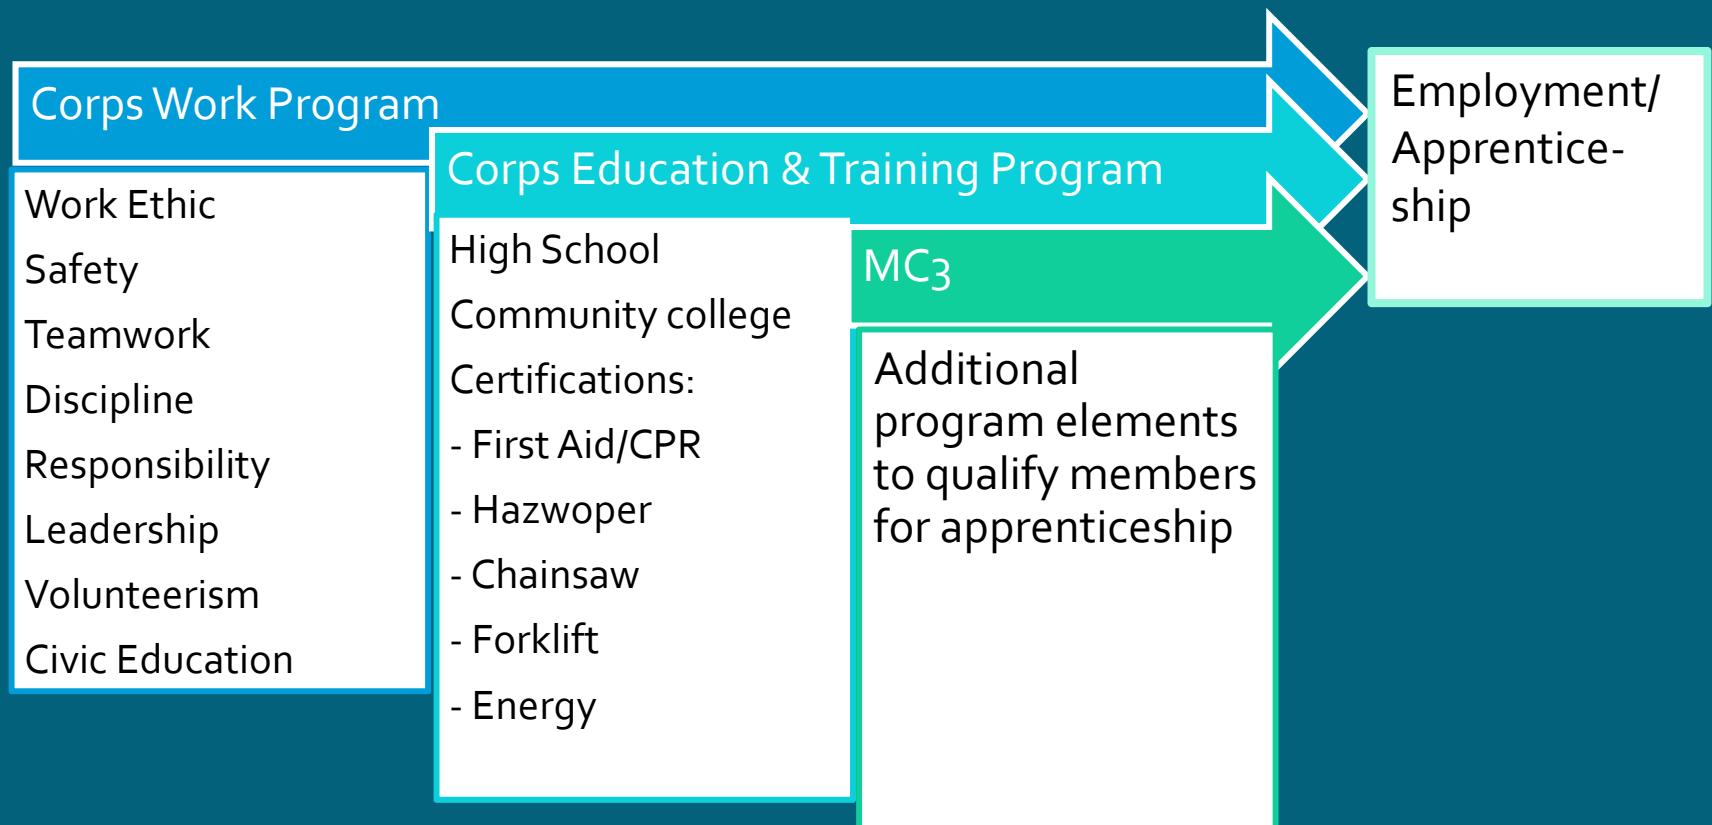 Corps Work Program
Work Ethic
Safety
Teamwork
Discipline
Responsibility
Leadership
Volunteerism
Civic Education
Corps Education & Training Program
High School
Community college
Certifications:
- First Aid/CPR
- Hazwoper
- Chainsaw
- Forklift
- Energy
MC3
Additional
program elements
to qualify members
for apprenticeship
Employment/
Apprentice-
ship